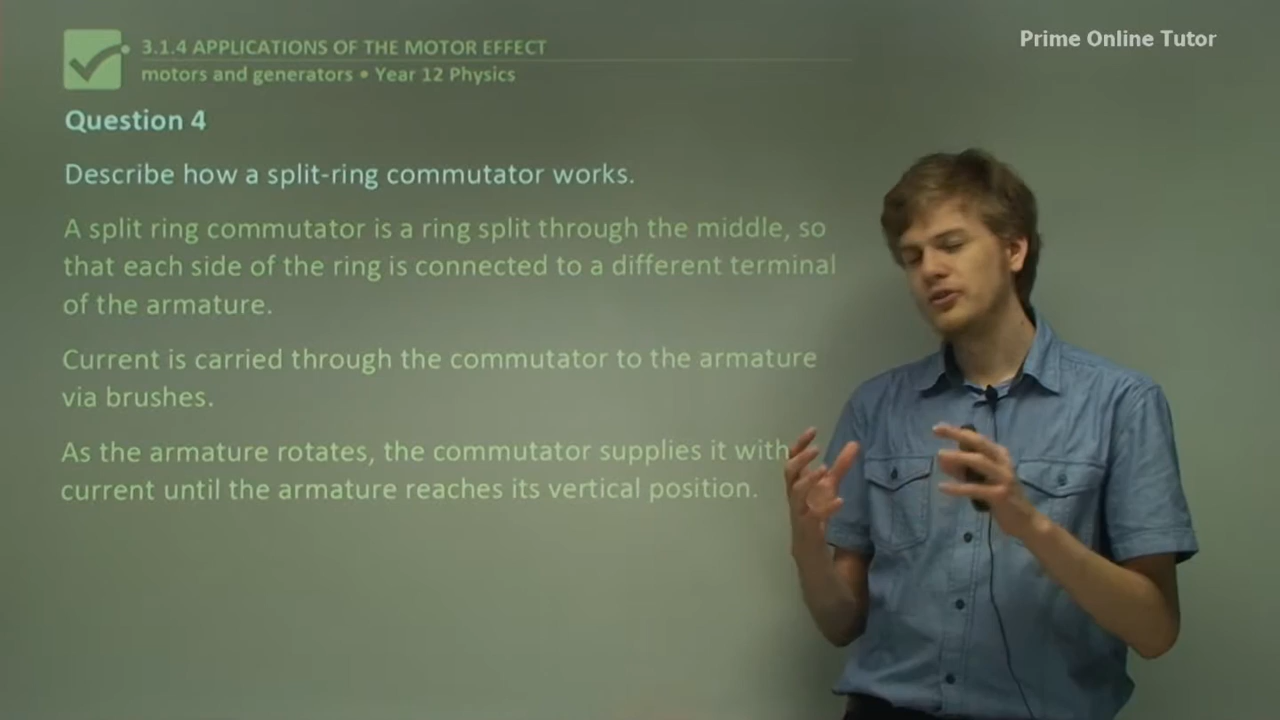 Prime Online Tutor
3.1.4 APPLICATIONS OF THE MOTOR EFFECT
motors and generators • Year 12 Physics
Question 4
Describe how a split-ring commutator works.
A split ring commutator is a ring split through the middle, so
that each side of the ring is connected to a different terminal
of the armature.
Current is carried through the commutator to the armature
via brushes.
As the armature rotates, the commutator supplies it with
current until the armature reaches its vertical position.